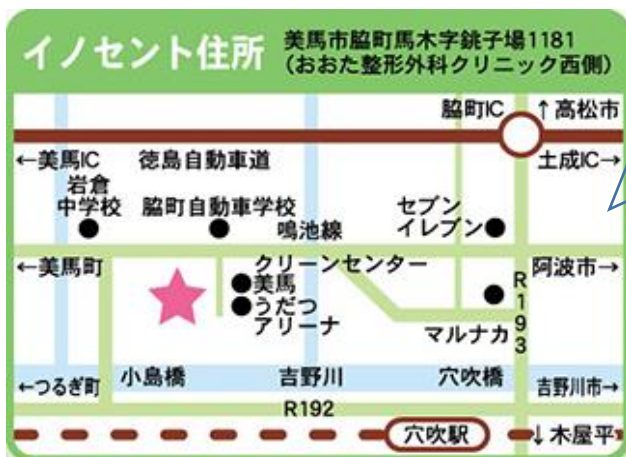 イノセント住所
美馬市脇町馬木字銚子場1181
(おおた整形外科クリニック西側)
脇町IC
↑高松市
←美馬IC
徳島自動車道
土成IC→
岩倉
中学校
脇町自動車学校
セブン
イレブン
鳴池線
←美馬町
クリーンセンター
美馬
阿波市→
R193
うだつ
アリーナ
マルナカ
←つるぎ町
小島橋
吉野川
穴吹橋
吉野川市→
R192
穴吹駅
↓木屋平